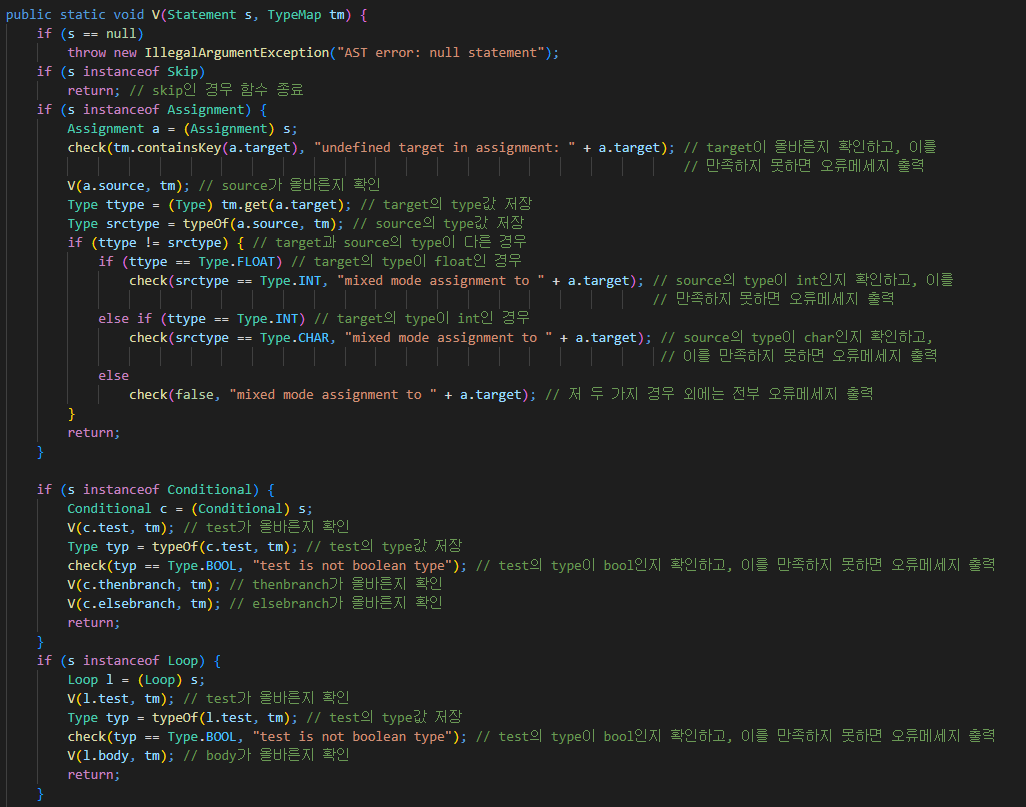 public static void V(Statement s, TypeMap tm) {
    if (s == null)
        throw new IllegalArgumentException("AST error: null statement");
    if (s instanceof Skip)
        return; // skip인 경우 함수 종료
    if (s instanceof Assignment) {
        Assignment a = (Assignment) s;
        check(tm.containsKey(a.target), "undefined target in assignment: " + a.target); // target이 올바른지 확인하고, 이를
                                                                                        // 만족하지 못하면 오류메세지 출력
        V(a.source, tm); // source가 올바른지 확인
        Type ttype = (Type) tm.get(a.target); // target의 type값 저장
        Type srctype = typeOf(a.source, tm); // source의 type값 저장
        if (ttype != srctype) { // target과 source의 type이 다른 경우
            if (ttype == Type.FLOAT) // target의 type이 float인 경우
                check(srctype == Type.INT, "mixed mode assignment to " + a.target); // source의 type이 int인지 확인하고, 이를
                                                                                    // 만족하지 못하면 오류메세지 출력
            else if (ttype == Type.INT) // target의 type이 int인 경우
                check(srctype == Type.CHAR, "mixed mode assignment to " + a.target); // source의 type이 char인지 확인하고,
                                                                                     // 이를 만족하지 못하면 오류메세지 출력
            else
                check(false, "mixed mode assignment to " + a.target); // 저 두 가지 경우 외에는 전부 오류메세지 출력
        }
        return;
    }

    if (s instanceof Conditional) {
        Conditional c = (Conditional) s;
        V(c.test, tm); // test가 올바른지 확인
        Type typ = typeOf(c.test, tm); // test의 type값 저장
        check(typ == Type.BOOL, "test is not boolean type"); // test의 type이 bool인지 확인하고, 이를 만족하지 못하면 오류메세지 출력
        V(c.thenbranch, tm); // thenbranch가 올바른지 확인
        V(c.elsebranch, tm); // elsebranch가 올바른지 확인
        return;
    }
    if (s instanceof Loop) {
        Loop l = (Loop) s;
        V(l.test, tm); // test가 올바른지 확인
        Type typ = typeOf(l.test, tm); // test의 type값 저장
        check(typ == Type.BOOL, "test is not boolean type"); // test의 type이 bool인지 확인하고, 이를 만족하지 못하면 오류메세지 출력
        V(l.body, tm); // body가 올바른지 확인
        return;
    }